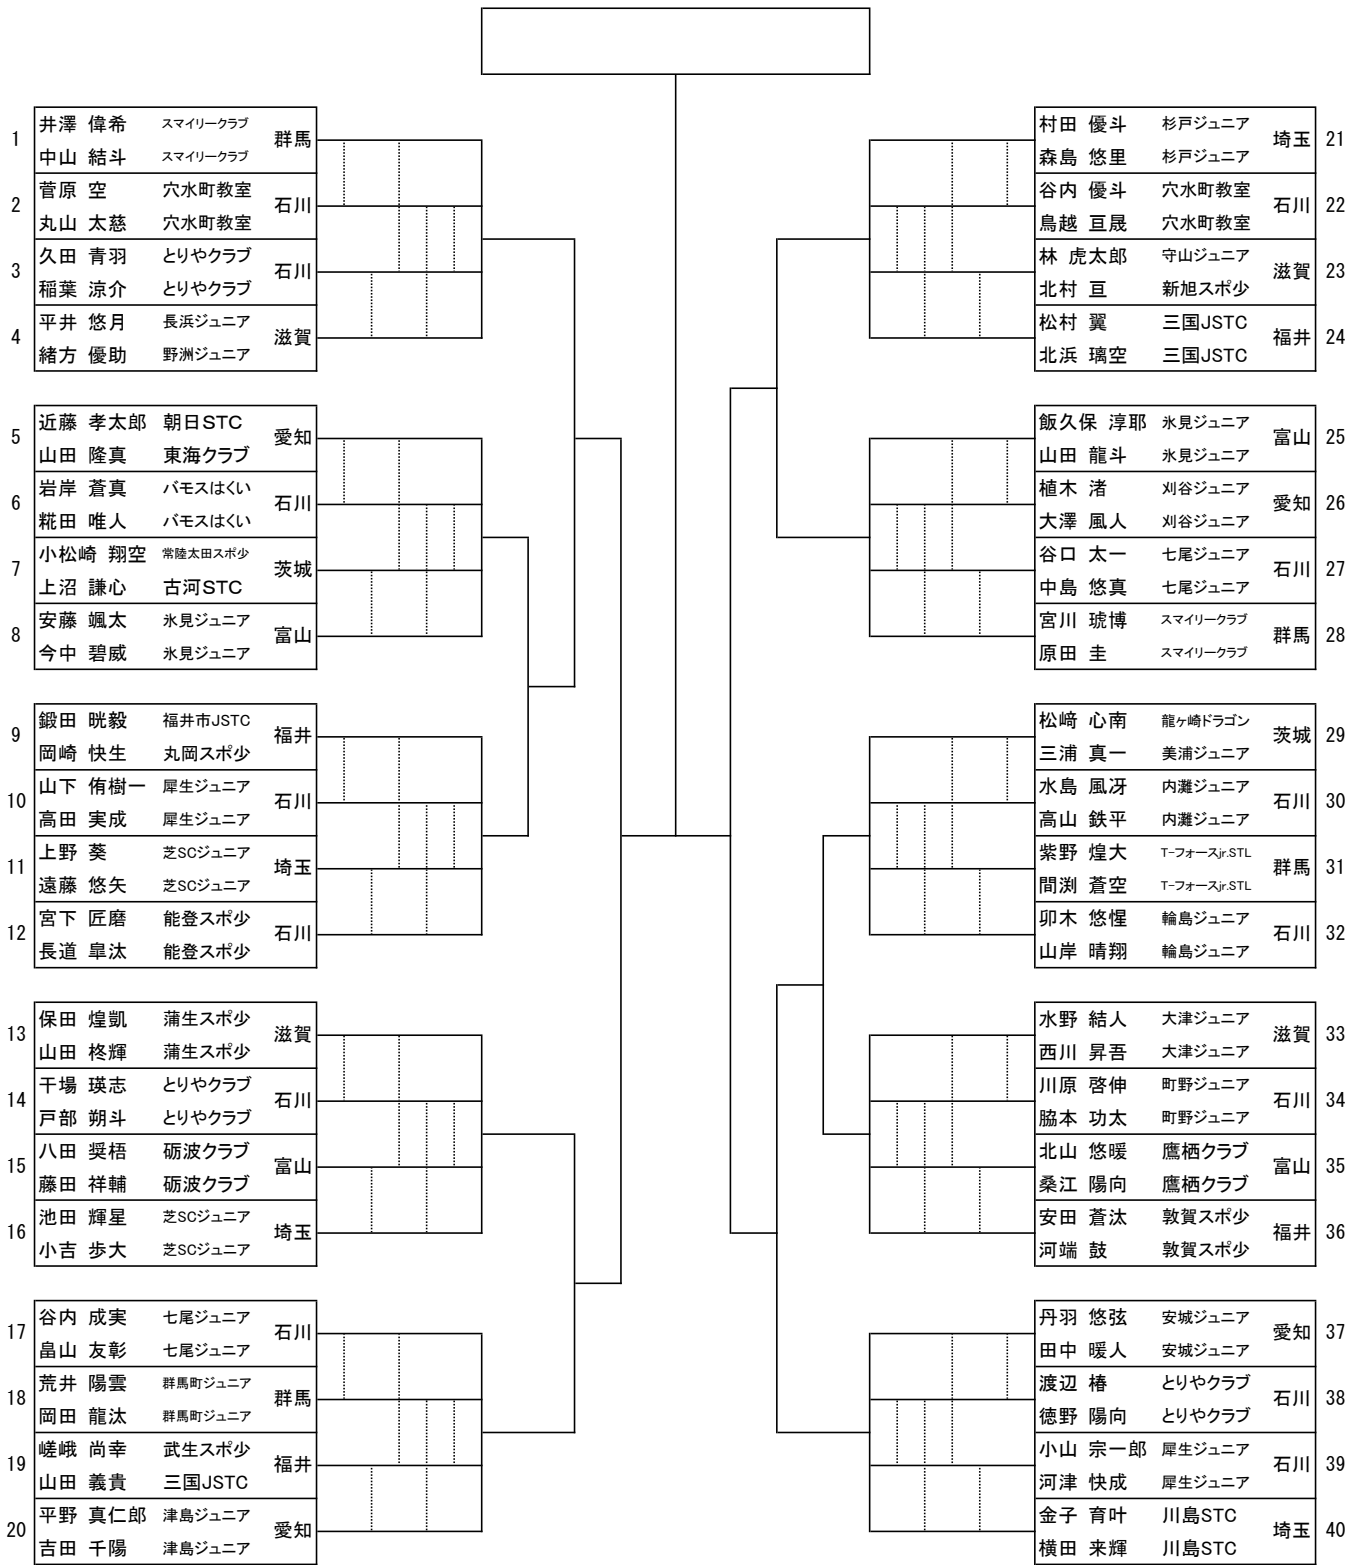 1 井澤 偉希 スマイリークラブ 群馬
中山 結斗 スマイリークラブ
2 菅原 空 穴水町教室 石川
丸山 太慈 穴水町教室
3 久田 青羽 とりやクラブ 石川
稲葉 涼介 とりやクラブ
4 平井 悠月 長浜ジュニア 滋賀
緒方 優助 野洲ジュニア
5 近藤 孝太郎 朝日STC 愛知
山田 隆真 東海クラブ
6 岩岸 蒼真 バモスはくい 石川
糀田 唯人 バモスはくい
7 小松崎 翔空 常陸太田スポ少 茨城
上沼 謙心 古河STC
8 安藤 颯太 氷見ジュニア 富山
今中 碧威 氷見ジュニア
9 鍛田 晄毅 福井市JSTC 福井
岡崎 快生 丸岡スポ少
10 山下 侑樹一 犀生ジュニア 石川
高田 実成 犀生ジュニア
11 上野 葵 芝SCジュニア 埼玉
遠藤 悠矢 芝SCジュニア
12 宮下 匠磨 能登スポ少 石川
長道 皐汰 能登スポ少
13 保田 煌凱 蒲生スポ少 滋賀
山田 柊輝 蒲生スポ少
14 干場 瑛志 とりやクラブ 石川
戸部 朔斗 とりやクラブ
15 八田 奨梧 砺波クラブ 富山
藤田 祥輔 砺波クラブ
16 池田 輝星 芝SCジュニア 埼玉
小吉 歩大 芝SCジュニア
17 谷内 成実 七尾ジュニア 石川
畠山 友彰 七尾ジュニア
18 荒井 陽雲 群馬町ジュニア 群馬
岡田 龍汰 群馬町ジュニア
19 嵯峨 尚幸 武生スポ少 福井
山田 義貴 三国JSTC
20 平野 真仁郎 津島ジュニア 愛知
吉田 千陽 津島ジュニア
村田 優斗 杉戸ジュニア 埼玉 21
森島 悠里 杉戸ジュニア
谷内 優斗 穴水町教室 石川 22
鳥越 亘晟 穴水町教室
林 虎太郎 守山ジュニア 滋賀 23
北村 亘 新旭スポ少
松村 翼 三国JSTC 福井 24
北浜 璃空 三国JSTC
飯久保 淳耶 氷見ジュニア 富山 25
山田 龍斗 氷見ジュニア
植木 渚 刈谷ジュニア 愛知 26
大澤 風人 刈谷ジュニア
谷口 太一 七尾ジュニア 石川 27
中島 悠真 七尾ジュニア
宮川 琥博 スマイリークラブ 群馬 28
原田 圭 スマイリークラブ
松﨑 心南 龍ヶ崎ドラゴン 茨城 29
三浦 真一 美浦ジュニア
水島 風冴 内灘ジュニア 石川 30
高山 鉄平 内灘ジュニア
紫野 煌大 T-フォースjr.STL 群馬 31
間渕 蒼空 T-フォースjr.STL
卯木 悠惺 輪島ジュニア 石川 32
山岸 晴翔 輪島ジュニア
水野 結人 大津ジュニア 滋賀 33
西川 昇吾 大津ジュニア
川原 啓伸 町野ジュニア 石川 34
脇本 功太 町野ジュニア
北山 悠暖 鷹栖クラブ 富山 35
桑江 陽向 鷹栖クラブ
安田 蒼汰 敦賀スポ少 福井 36
河端 鼓 敦賀スポ少
丹羽 悠弦 安城ジュニア 愛知 37
田中 暖人 安城ジュニア
渡辺 椿 とりやクラブ 石川 38
徳野 陽向 とりやクラブ
小山 宗一郎 犀生ジュニア 石川 39
河津 快成 犀生ジュニア
金子 育叶 川島STC 埼玉 40
横田 来輝 川島STC